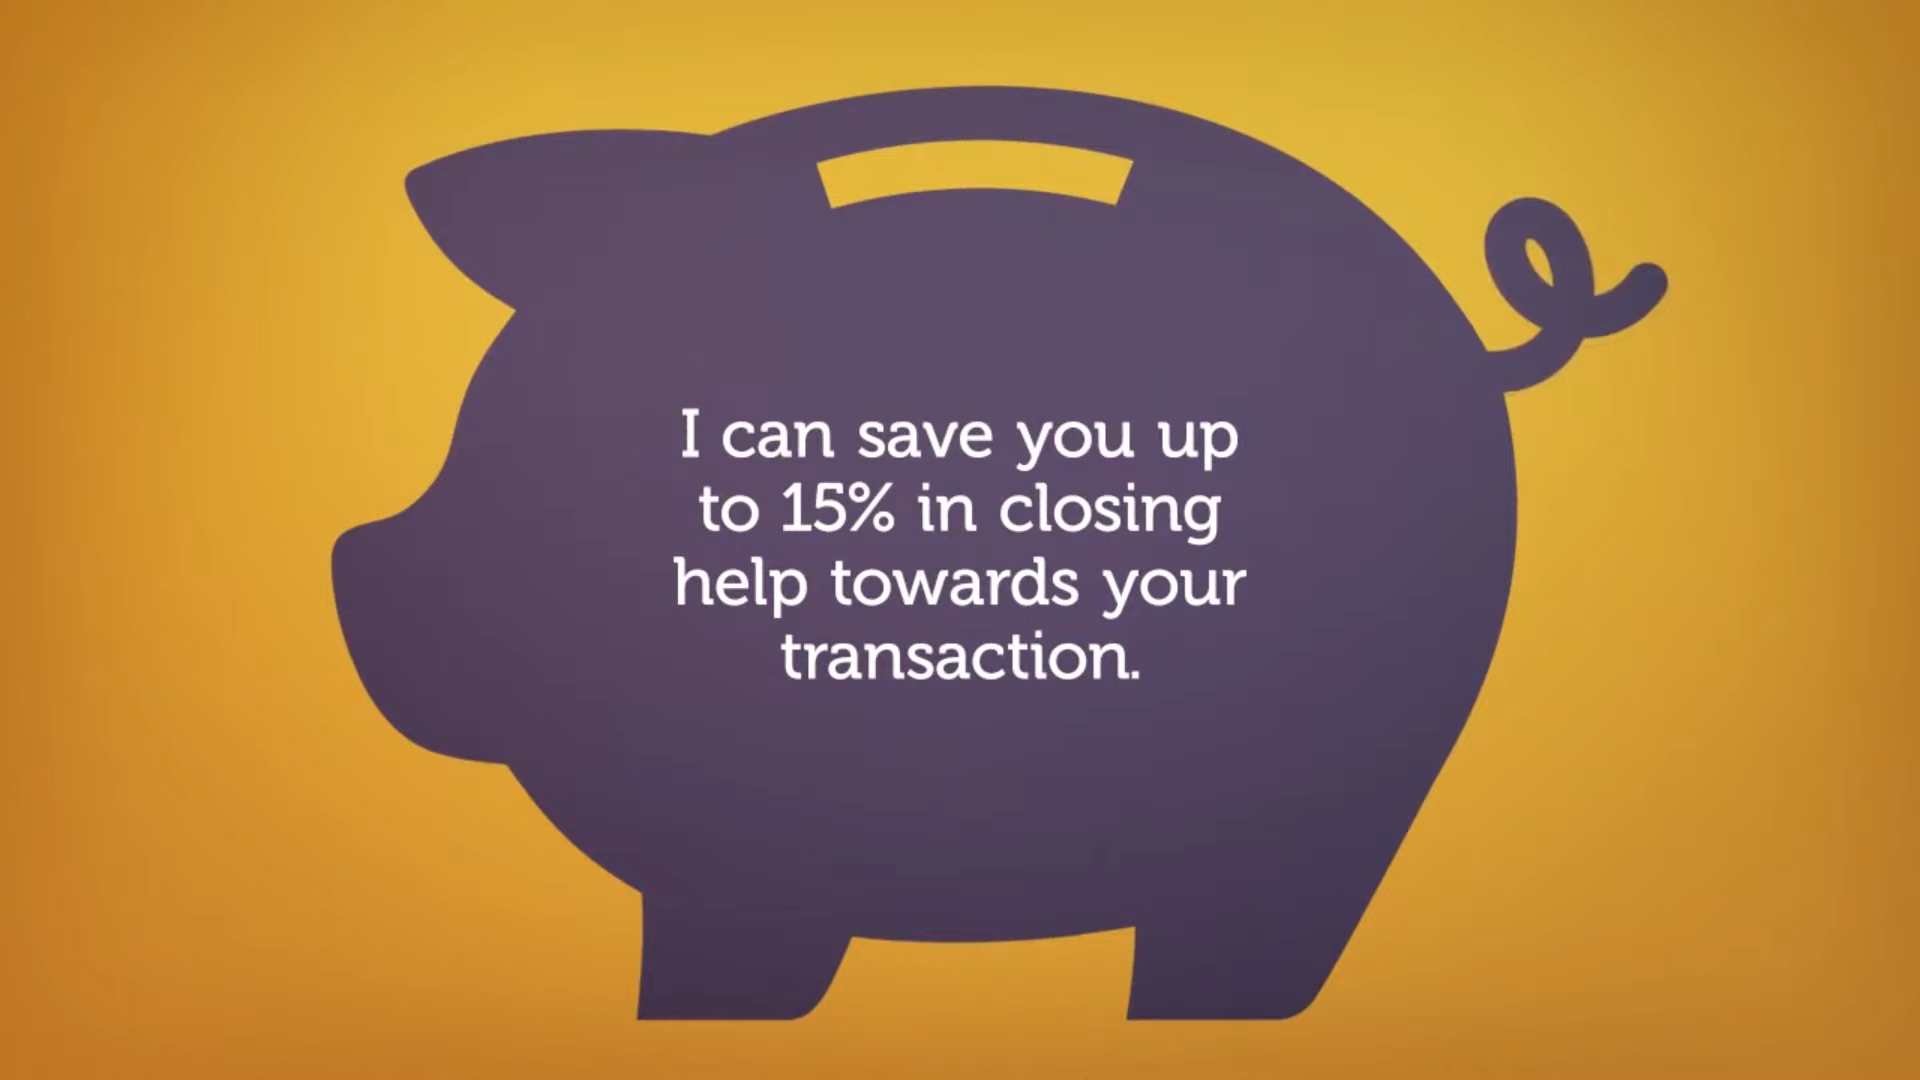 I can save you up
to 15% in closing
help towards your
transaction.